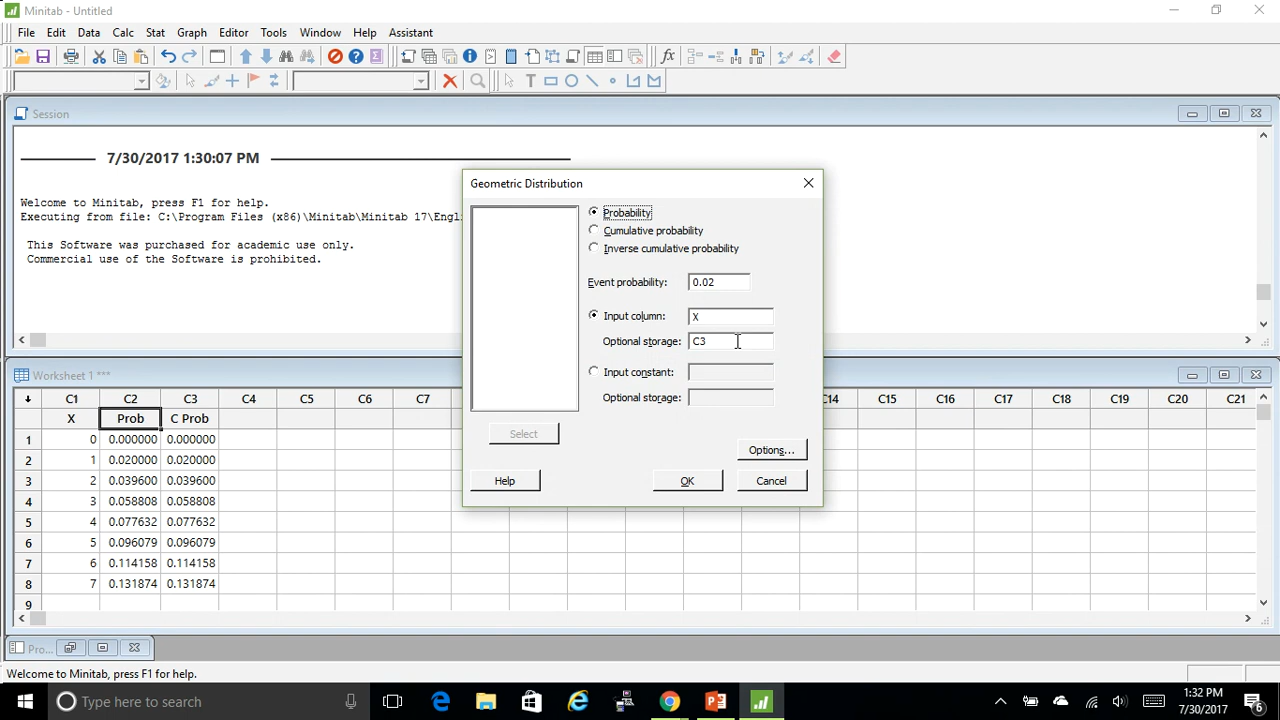 Minitab - Untitled
File Edit Data Calc Stat Graph Editor Tools Window Help Assistant
Session
7/30/2017 1:30:07 PM
Welcome to Minitab, press F1 for help.
Executing from file: C:\Program Files (x86)\Minitab\Minitab 17\Engl
This Software was purchased for academic use only.
Commercial use of the Software is prohibited.
Geometric Distribution
Probability
Cumulative probability
Inverse cumulative probability
Event probability: 0.02
Input column: X
Optional storage: C3
Input constant:
Optional storage:
Select
Options...
Help OK Cancel
Worksheet 1 ***
C1 C2 C3 C4 C5 C6 C7 C14 C15 C16 C17 C18 C19 C20 C21
X Prob C Prob
1 0 0.000000 0.000000
2 1 0.020000 0.020000
3 2 0.039600 0.039600
4 3 0.058808 0.058808
5 4 0.077632 0.077632
6 5 0.096079 0.096079
7 6 0.114158 0.114158
8 7 0.131874 0.131874
9
Pro...
Welcome to Minitab, press F1 for help.
Type here to search
1:32 PM
7/30/2017
6